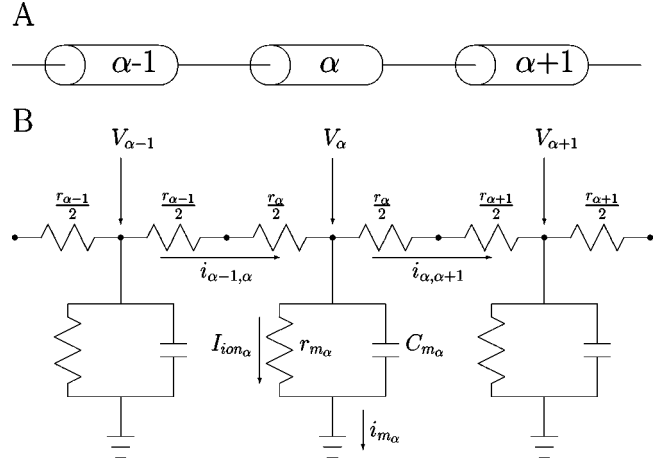 A
α-1 α α+1
B
V_{α-1} V_α V_{α+1}
r_{α-1}/2 r_{α-1}/2 r_α/2 r_α/2 r_{α+1}/2 r_{α+1}/2
i_{α-1,α} i_{α,α+1}
I_{ion_α} r_{m_α} C_{m_α}
i_{m_α}